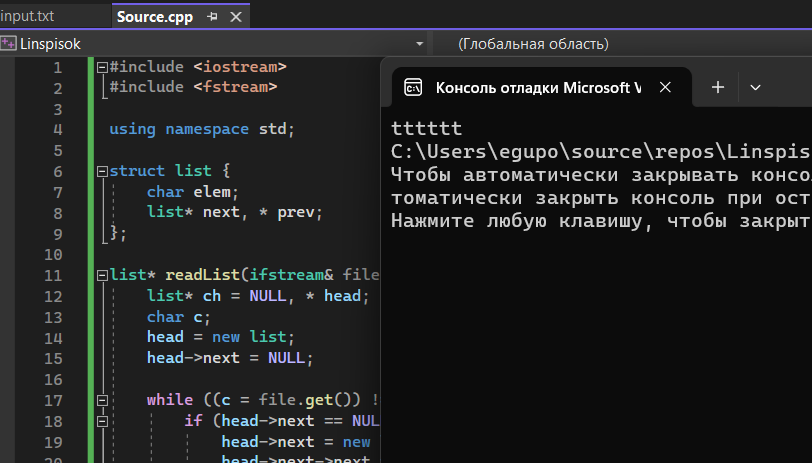 input.txt
Source.cpp
Linspisok
(Глобальная область)
1 #include <iostream>
2 #include <fstream>
3
4 using namespace std;
5
6 struct list {
7 char elem;
8 list* next, * prev;
9 };
10
11 list* readList(ifstream& file
12 list* ch = NULL, * head;
13 char c;
14 head = new list;
15 head->next = NULL;
16
17 while ((c = file.get()) !
18 if (head->next == NUL
19 head->next = new
20 head->next->next
Консоль отладки Microsoft V
tttttt
C:\Users\egupo\source\repos\Linspis
Чтобы автоматически закрывать консо
томатически закрыть консоль при ост
Нажмите любую клавишу, чтобы закрыт